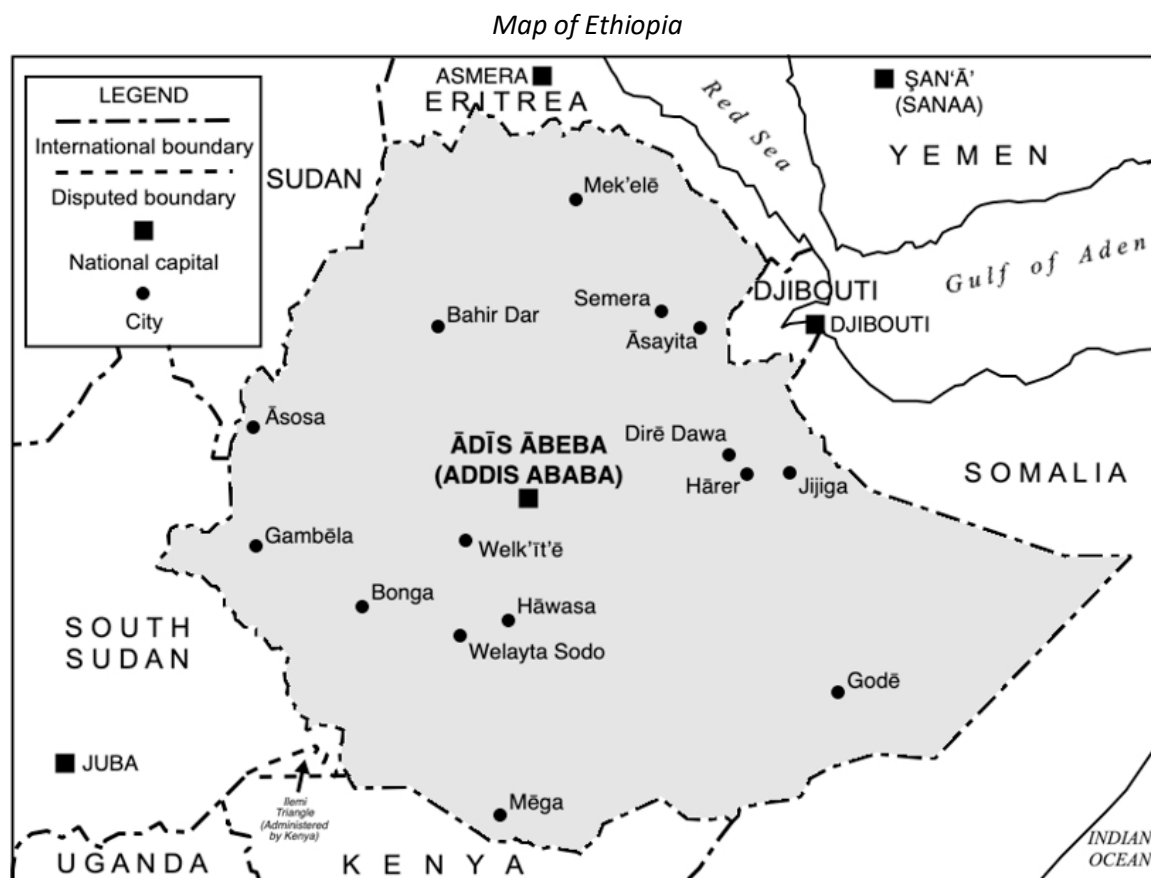 Map of Ethiopia
LEGEND
International boundary
Disputed boundary
National capital
City
ASMERA
ERITREA
Red Sea
ŞAN'Ā'
(SANAA)
YEMEN
SUDAN
Mek'elē
Gulf of Aden
DJIBOUTI
DJIBOUTI
Semera
Āsayita
Bahir Dar
Āsosa
ĀDĪS ĀBEBA
(ADDIS ABABA)
Dirē Dawa
Hārer
Jijiga
SOMALIA
Gambēla
Welk'īt'ē
Bonga
Hāwasa
Welayta Sodo
SOUTH
SUDAN
Godē
JUBA
Ilemi
Triangle
(Administered
by Kenya)
Mēga
UGANDA
KENYA
INDIAN
OCEAN